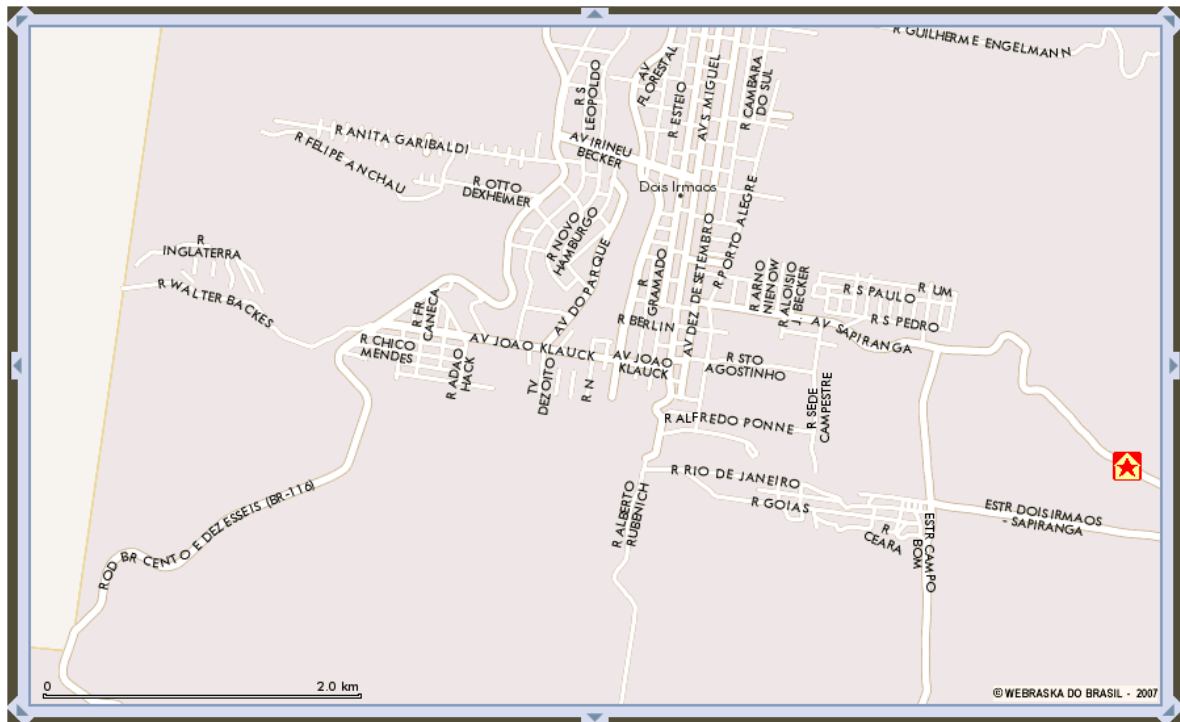 R GUILHERME ENGELMANN
R S
LEOPOLDO
AV
FLORESTAL
R ESTEIO
AV S MIGUEL
R CAMBARA
DO SUL
R ANITA GARIBALDI
R FELIPE ANCHAU
AV IRINEU
BECKER
R OTTO
DEXHEIMER
Dois Irmaos
R NOVO
HAMBURGO
AV DO PARQUE
R PORTO ALEGRE
R
INGLATERRA
R WALTER BACKES
R
GRAMADO
AV DEZ DE SETEMBRO
R ARNO
NIENOW
R ALOISIO
J. BECKER
R S PAULO
R UM
R S PEDRO
AV SAPIRANGA
R FR
CANECA
R BERLIN
R CHICO
MENDES
AV JOAO KLAUCK
AV JOAO
KLAUCK
R STO
AGOSTINHO
R ADAO
HACK
TV
DEZOITO
R N
R SEDE
CAMPESTRE
R ALFREDO PONNE
R RIO DE JANEIRO
R GOIAS
R ALBERTO
RUBENICH
R
CEARA
ESTR CAMPO
BOM
ESTR DOIS IRMAOS
- SAPIRANGA
ROD BR CENTO E DEZESSEIS (BR-116)
0 2.0 km
© WEBRASKA DO BRASIL - 2007